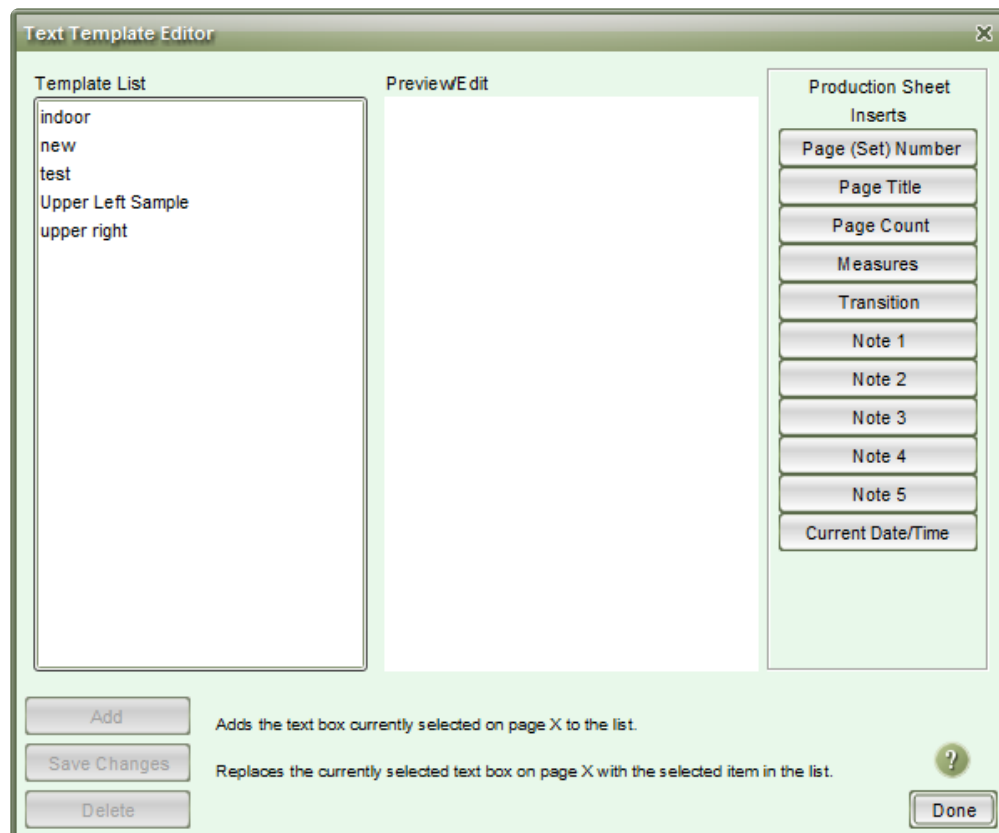 Text Template Editor
Template List
indoor
new
test
Upper Left Sample
upper right
Preview/Edit
Production Sheet
Inserts
Page (Set) Number
Page Title
Page Count
Measures
Transition
Note 1
Note 2
Note 3
Note 4
Note 5
Current Date/Time
Add
Adds the text box currently selected on page X to the list.
Save Changes
Replaces the currently selected text box on page X with the selected item in the list.
?
Delete
Done